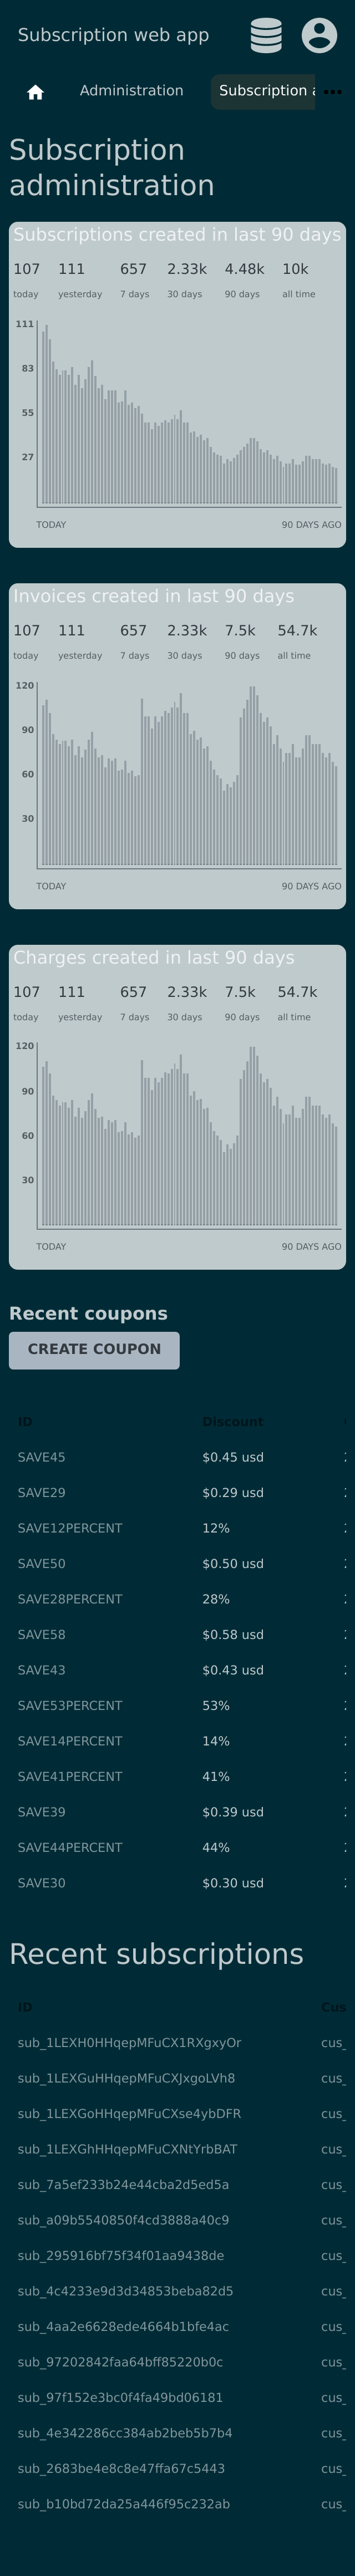 Subscription web app
Administration Subscription a
Subscription
administration
Subscriptions created in last 90 days
107 111 657 2.33k 4.48k 10k
today yesterday 7 days 30 days 90 days all time
111
83
55
27
TODAY 90 DAYS AGO
Invoices created in last 90 days
107 111 657 2.33k 7.5k 54.7k
today yesterday 7 days 30 days 90 days all time
120
90
60
30
TODAY 90 DAYS AGO
Charges created in last 90 days
107 111 657 2.33k 7.5k 54.7k
today yesterday 7 days 30 days 90 days all time
120
90
60
30
TODAY 90 DAYS AGO
Recent coupons
CREATE COUPON
ID Discount
SAVE45 $0.45 usd
SAVE29 $0.29 usd
SAVE12PERCENT 12%
SAVE50 $0.50 usd
SAVE28PERCENT 28%
SAVE58 $0.58 usd
SAVE43 $0.43 usd
SAVE53PERCENT 53%
SAVE14PERCENT 14%
SAVE41PERCENT 41%
SAVE39 $0.39 usd
SAVE44PERCENT 44%
SAVE30 $0.30 usd
Recent subscriptions
ID Cus
sub_1LEXH0HHqepMFuCX1RXgxyOr cus_
sub_1LEXGuHHqepMFuCXJxgoLVh8 cus_
sub_1LEXGoHHqepMFuCXse4ybDFR cus_
sub_1LEXGhHHqepMFuCXNtYrbBAT cus_
sub_7a5ef233b24e44cba2d5ed5a cus_
sub_a09b5540850f4cd3888a40c9 cus_
sub_295916bf75f34f01aa9438de cus_
sub_4c4233e9d3d34853beba82d5 cus_
sub_4aa2e6628ede4664b1bfe4ac cus_
sub_97202842faa64bff85220b0c cus_
sub_97f152e3bc0f4fa49bd06181 cus_
sub_4e342286cc384ab2beb5b7b4 cus_
sub_2683be4e8c8e47ffa67c5443 cus_
sub_b10bd72da25a446f95c232ab cus_